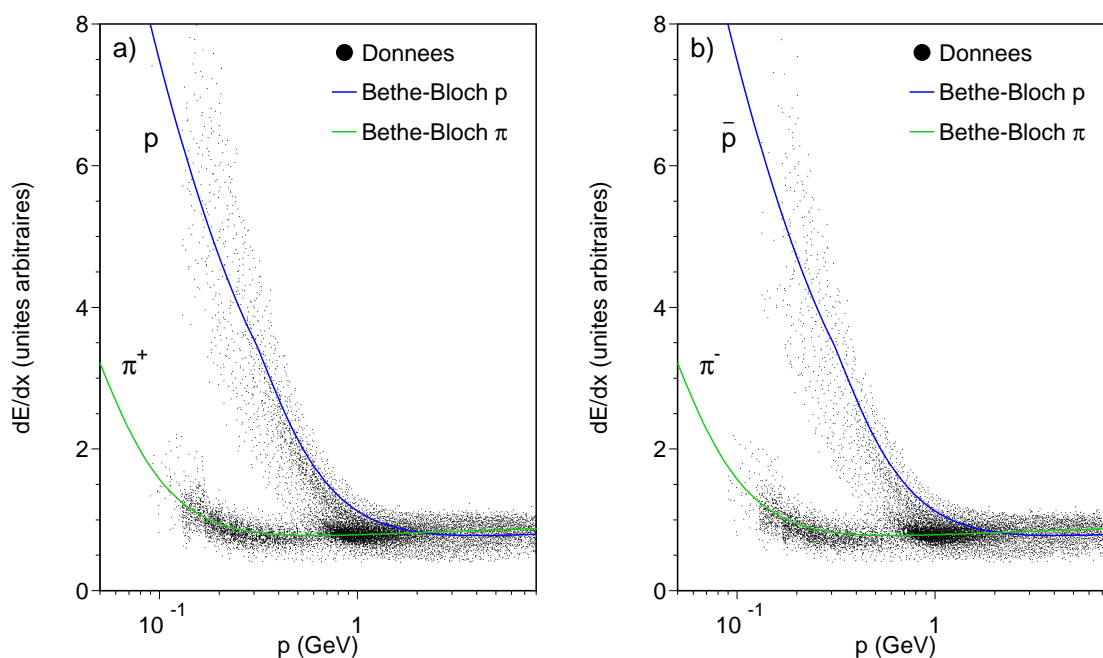 a)
Donnees
Bethe-Bloch p
Bethe-Bloch π
p
π+
8
6
4
2
0
10-1
1
dE/dx (unites arbitraires)
p (GeV)
b)
Donnees
Bethe-Bloch p
Bethe-Bloch π
p̄
π-
8
6
4
2
0
10-1
1
dE/dx (unites arbitraires)
p (GeV)